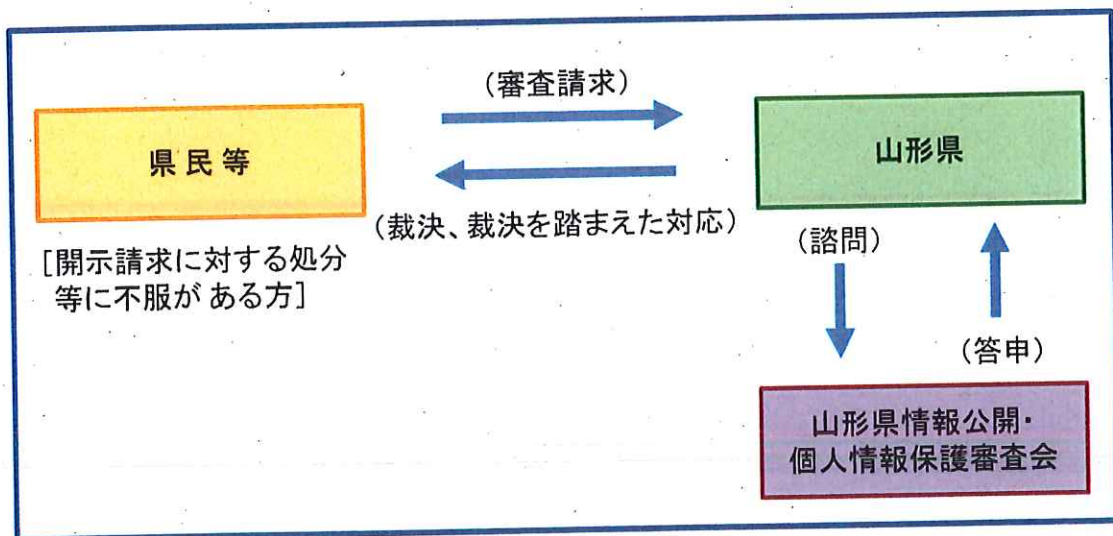 (審査請求)
県民等
山形県
(裁決、裁決を踏まえた対応)
[開示請求に対する処分
等に不服がある方]
(諮問)
(答申)
山形県情報公開・
個人情報保護審査会